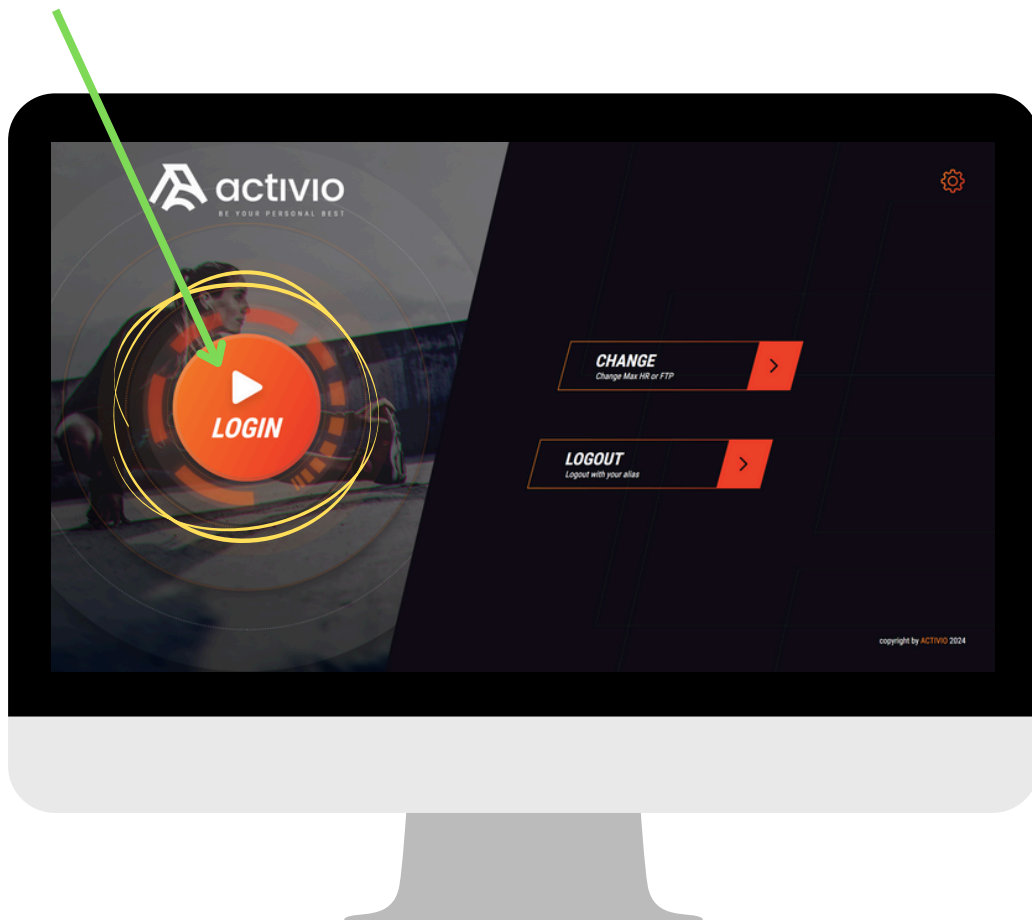 activio
BE YOUR PERSONAL BEST
LOGIN
CHANGE
Change Max HR or FTP
LOGOUT
Logout with your alias
copyright by ACTIVIO 2024